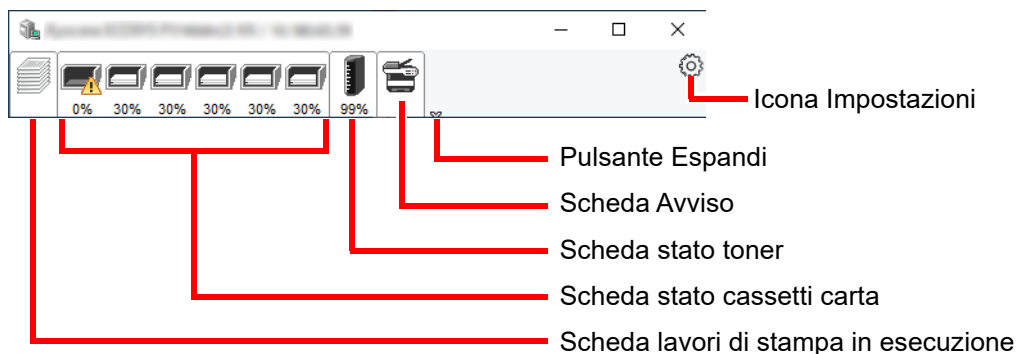 0% 30% 30% 30% 30% 30% 99%
Icona Impostazioni
Pulsante Espandi
Scheda Avviso
Scheda stato toner
Scheda stato cassetti carta
Scheda lavori di stampa in esecuzione